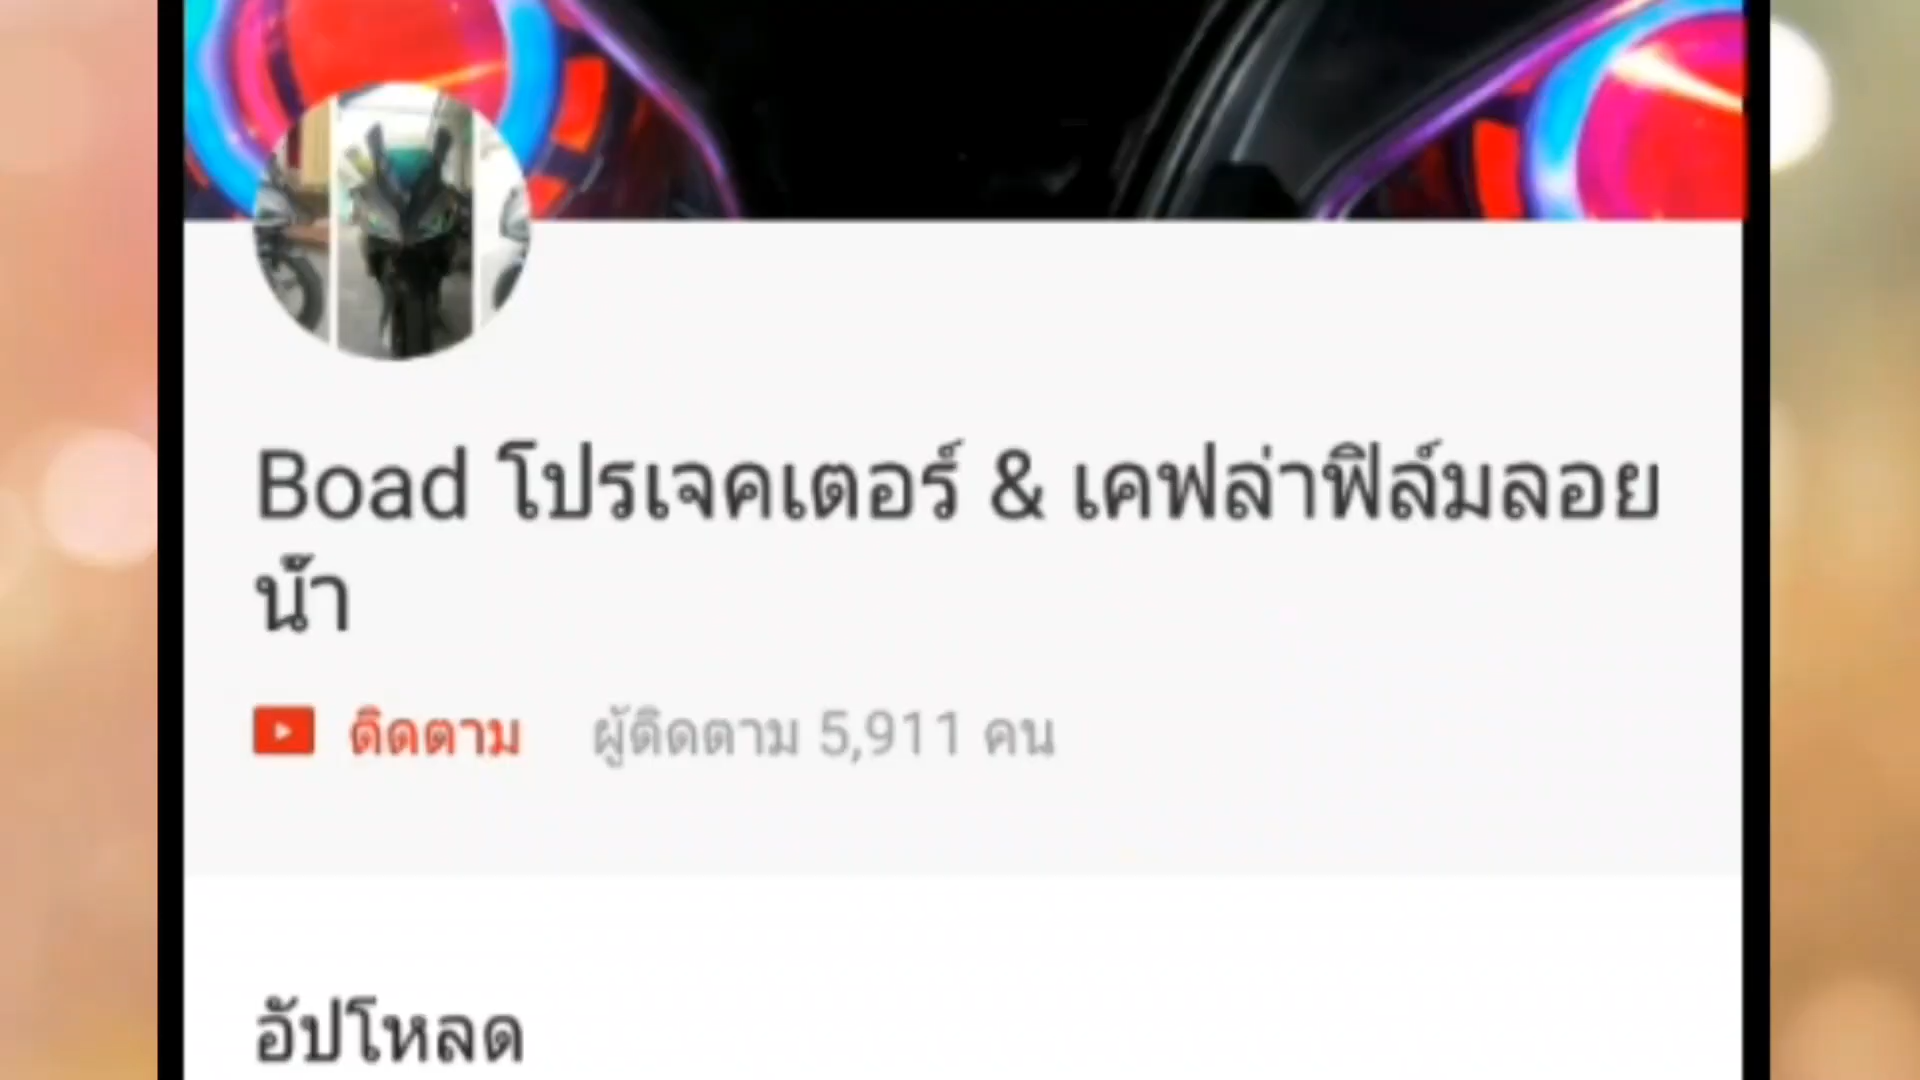 Boad โปรเจคเตอร์ & เคฟล่าฟิล์มลอย
น้ำ
ติดตาม ผู้ติดตาม 5,911 คน
อัปโหลด